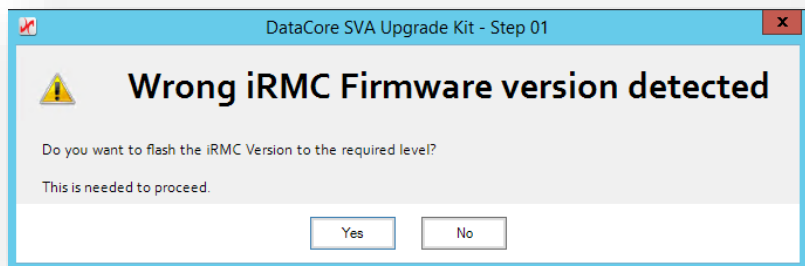 DataCore SVA Upgrade Kit - Step 01
x
Wrong iRMC Firmware version detected
Do you want to flash the iRMC Version to the required level?
This is needed to proceed.
Yes No